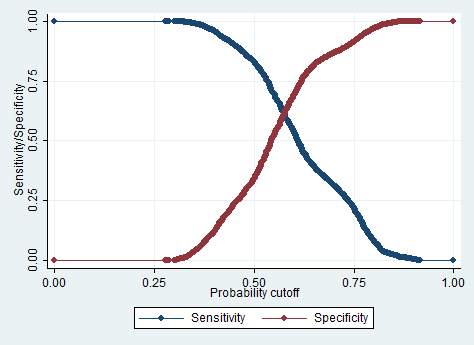 1.00
0.75
0.50
0.25
0.00
Sensitivity/Specificity
0.00 0.25 0.50 0.75 1.00
Probability cutoff
Sensitivity Specificity